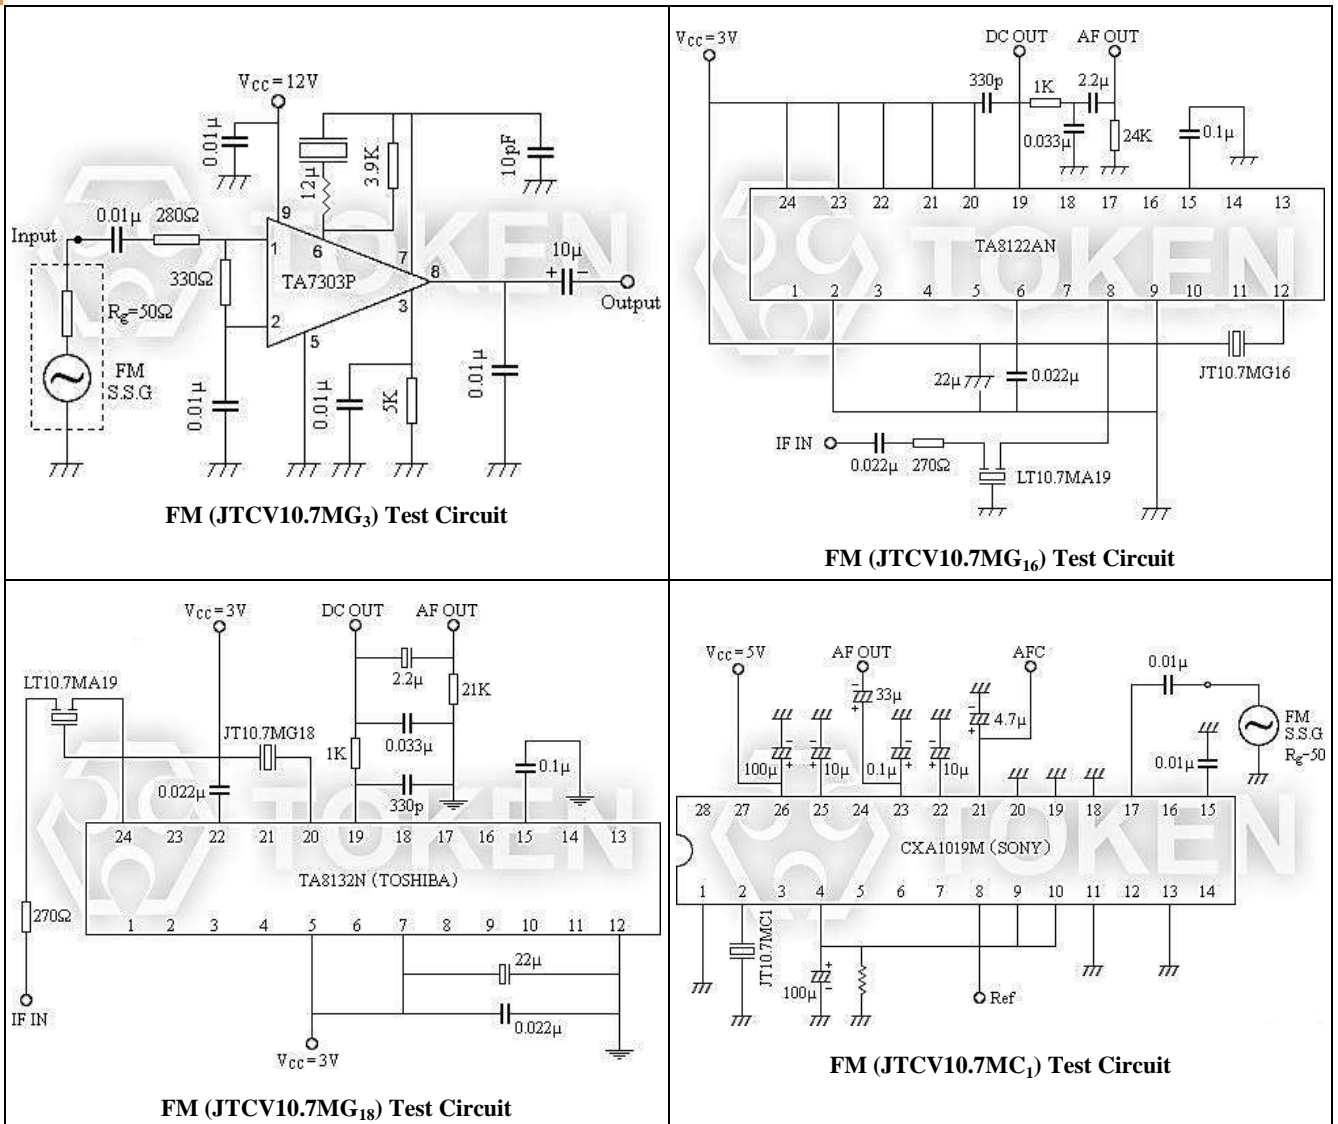 Vcc=12V
0.01μ
12μ
3.9K
10pF
Input
0.01μ
280Ω
330Ω
Rg=50Ω
FM
S.S.G
9
1
6
7
TA7303P
8
3
2
5
10μ
+ −
Output
0.01μ
0.01μ
5K
0.01μ
TOKEN
FM (JTCV10.7MG3) Test Circuit
Vcc=3V
DC OUT
AF OUT
330p
1K
2.2μ
0.033μ
24K
0.1μ
24 23 22 21 20 19 18 17 16 15 14 13
TA8122AN
1 2 3 4 5 6 7 8 9 10 11 12
TOKEN
22μ
0.022μ
JT10.7MG16
IF IN
0.022μ
270Ω
LT10.7MA19
FM (JTCV10.7MG16) Test Circuit
Vcc=3V
DC OUT
AF OUT
LT10.7MA19
2.2μ
21K
JT10.7MG18
1K
0.033μ
0.022μ
330p
0.1μ
24 23 22 21 20 19 18 17 16 15 14 13
TA8132N (TOSHIBA)
1 2 3 4 5 6 7 8 9 10 11 12
TOKEN
270Ω
IF IN
22μ
0.022μ
Vcc=3V
FM (JTCV10.7MG18) Test Circuit
Vcc=5V
AF OUT
AFC
− 33μ +
− 4.7μ +
0.01μ
FM
S.S.G
Rg-50
0.01μ
− 100μ +
− 10μ +
− 0.1μ +
− 10μ +
28 27 26 25 24 23 22 21 20 19 18 17 16 15
CXA1019M (SONY)
1 2 3 4 5 6 7 8 9 10 11 12 13 14
TOKEN
JT10.7MC1
100μ + −
Ref
FM (JTCV10.7MC1) Test Circuit